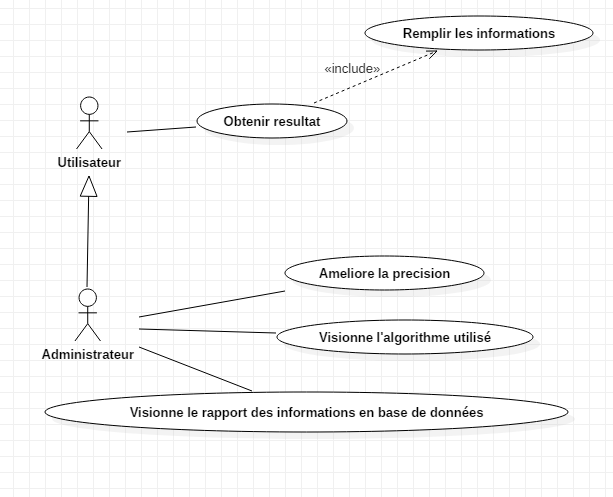 Remplir les informations
«include»
Obtenir resultat
Utilisateur
Ameliore la precision
Visionne l'algorithme utilisé
Administrateur
Visionne le rapport des informations en base de données